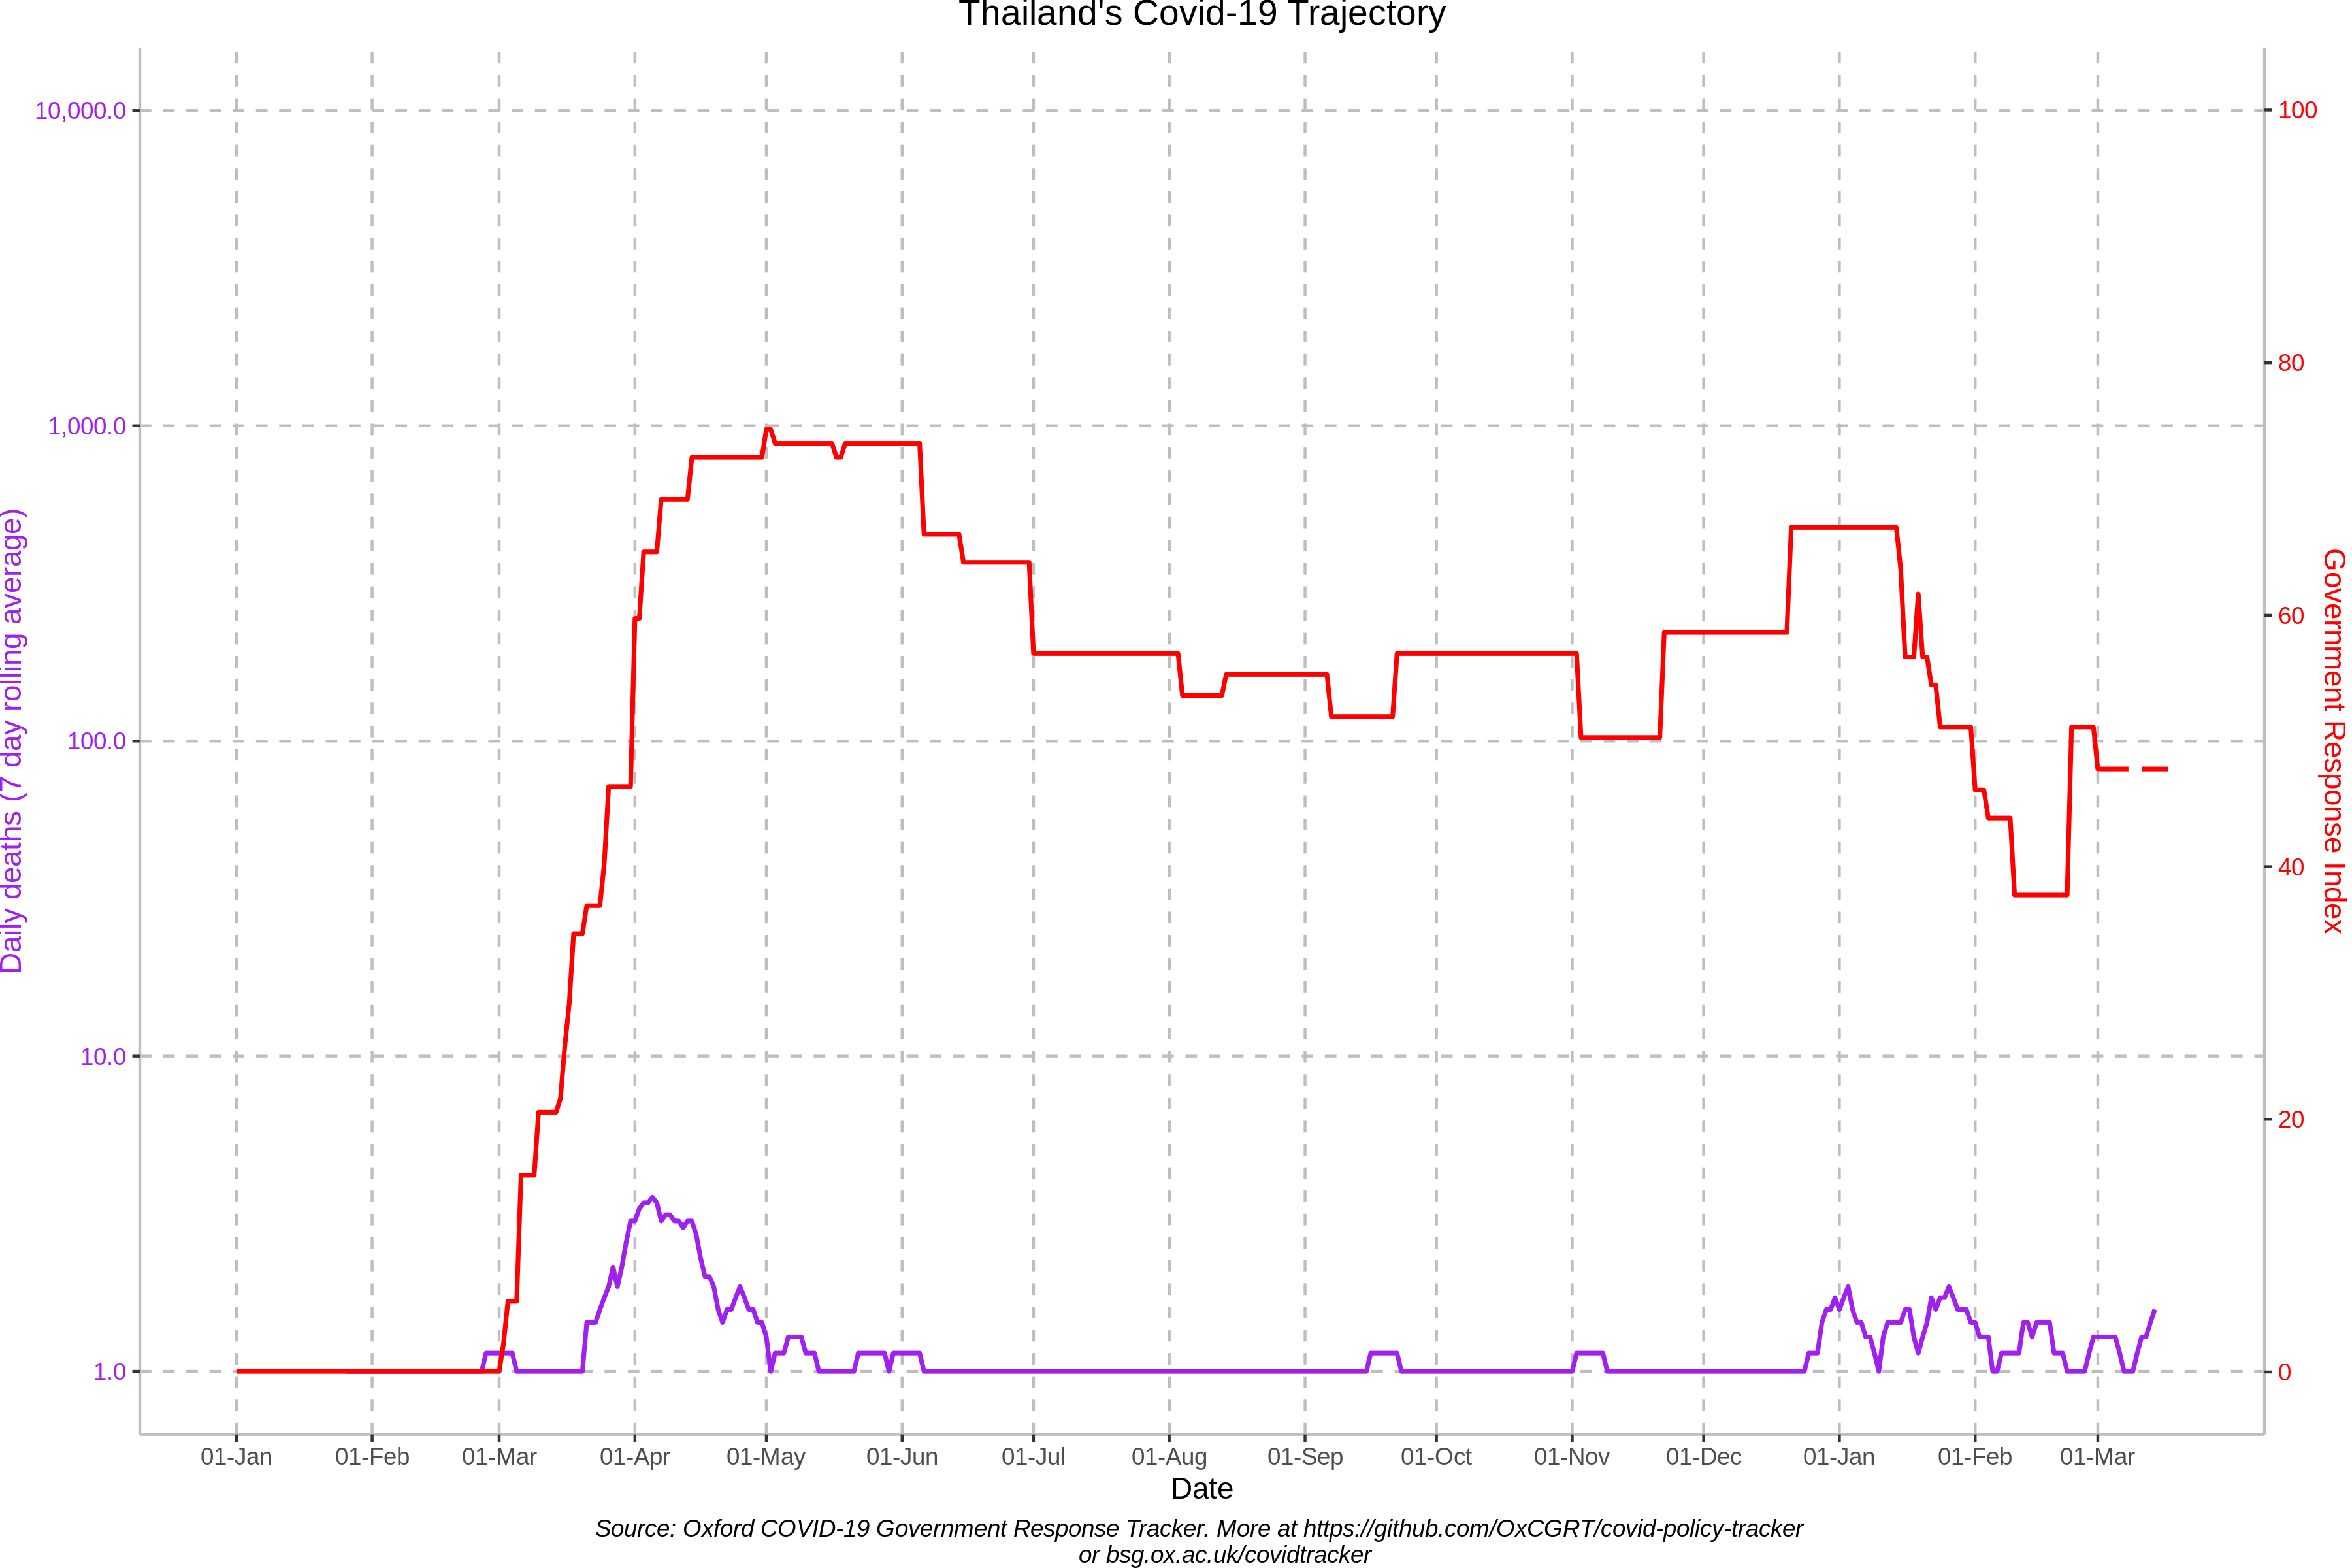 Thailand's Covid-19 Trajectory
10,000.0
1,000.0
100.0
10.0
1.0
Daily deaths (7 day rolling average)
100
80
60
40
20
0
Government Response Index
01-Jan 01-Feb 01-Mar 01-Apr 01-May 01-Jun 01-Jul 01-Aug 01-Sep 01-Oct 01-Nov 01-Dec 01-Jan 01-Feb 01-Mar
Date
Source: Oxford COVID-19 Government Response Tracker. More at https://github.com/OxCGRT/covid-policy-tracker
or bsg.ox.ac.uk/covidtracker